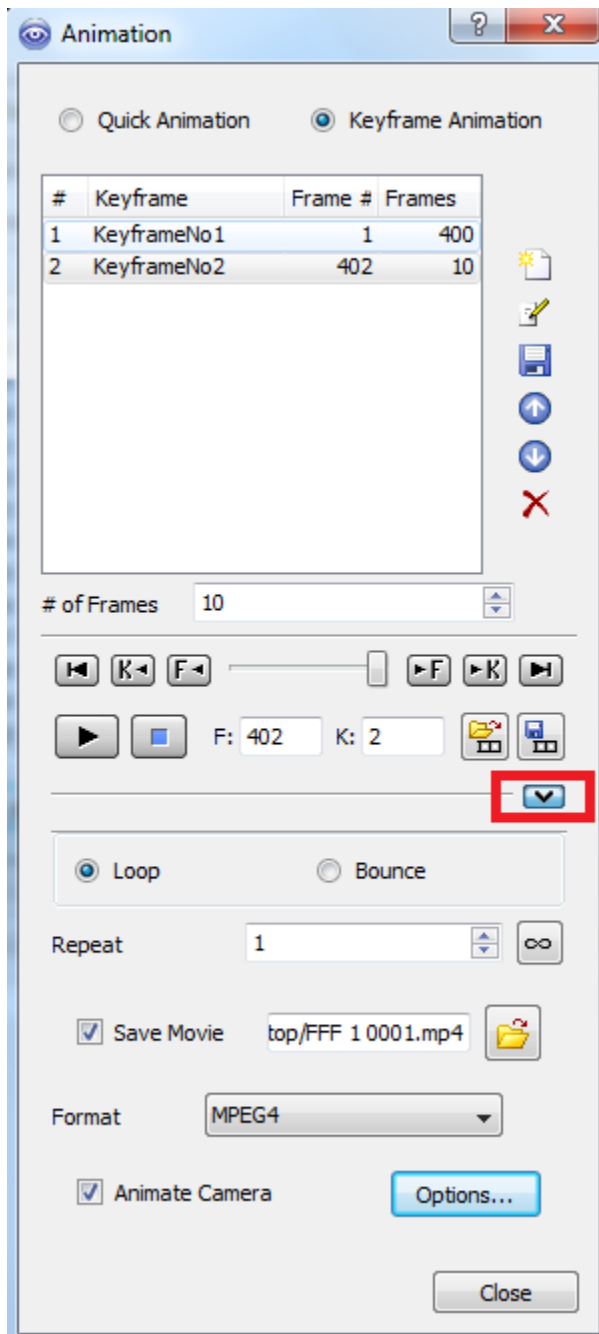 Animation
Quick Animation Keyframe Animation
# Keyframe Frame # Frames
1 KeyframeNo1 1 400
2 KeyframeNo2 402 10
# of Frames 10
K F F K
F: 402 K: 2
Loop Bounce
Repeat 1 ∞
Save Movie top/FFF 1 0001.mp4
Format MPEG4
Animate Camera Options...
Close